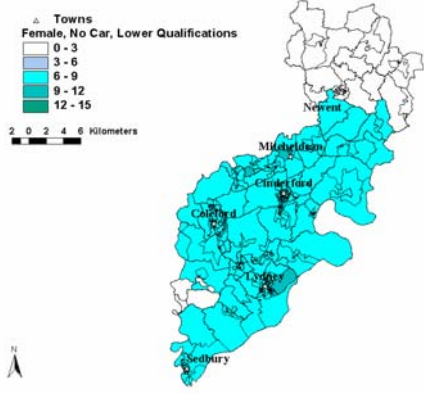 Towns
Female, No Car, Lower Qualifications
0 - 3
3 - 6
6 - 9
9 - 12
12 - 15
2 0 2 4 6 Kilometers
Newent
Mitcheldean
Cinderford
Coleford
Lydney
Sedbury
N